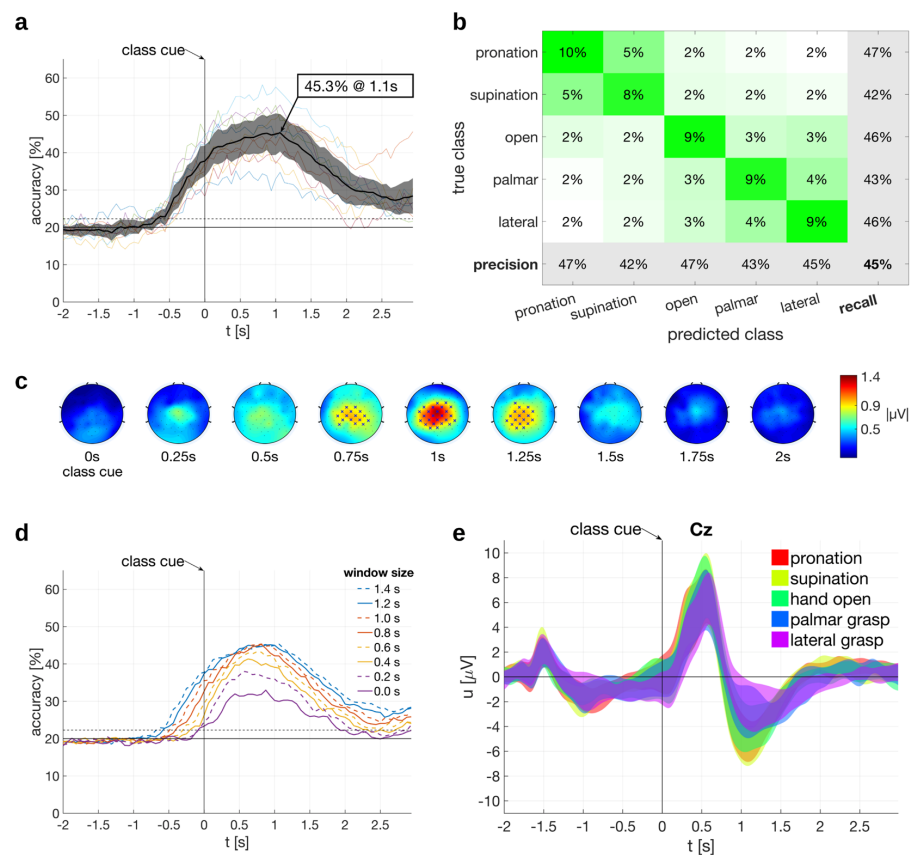 a
class cue
45.3% @ 1.1s
accuracy [%]
60
50
40
30
20
10
0
-2 -1.5 -1 -0.5 0 0.5 1 1.5 2 2.5
t [s]
b
true class
pronation 10% 5% 2% 2% 2% 47%
supination 5% 8% 2% 2% 2% 42%
open 2% 2% 9% 3% 3% 46%
palmar 2% 2% 3% 9% 4% 43%
lateral 2% 2% 3% 4% 9% 46%
precision 47% 42% 47% 43% 45% 45%
pronation supination open palmar lateral recall
predicted class
c
0s 0.25s 0.5s 0.75s 1s 1.25s 1.5s 1.75s 2s
class cue
1.4
0.9
0.5
|µV|
d
class cue
window size
1.4 s
1.2 s
1.0 s
0.8 s
0.6 s
0.4 s
0.2 s
0.0 s
accuracy [%]
60
50
40
30
20
10
0
-2 -1.5 -1 -0.5 0 0.5 1 1.5 2 2.5
t [s]
e
class cue
Cz
pronation
supination
hand open
palmar grasp
lateral grasp
u [µV]
10
8
6
4
2
0
-2
-4
-6
-8
-10
-2 -1.5 -1 -0.5 0 0.5 1 1.5 2 2.5
t [s]